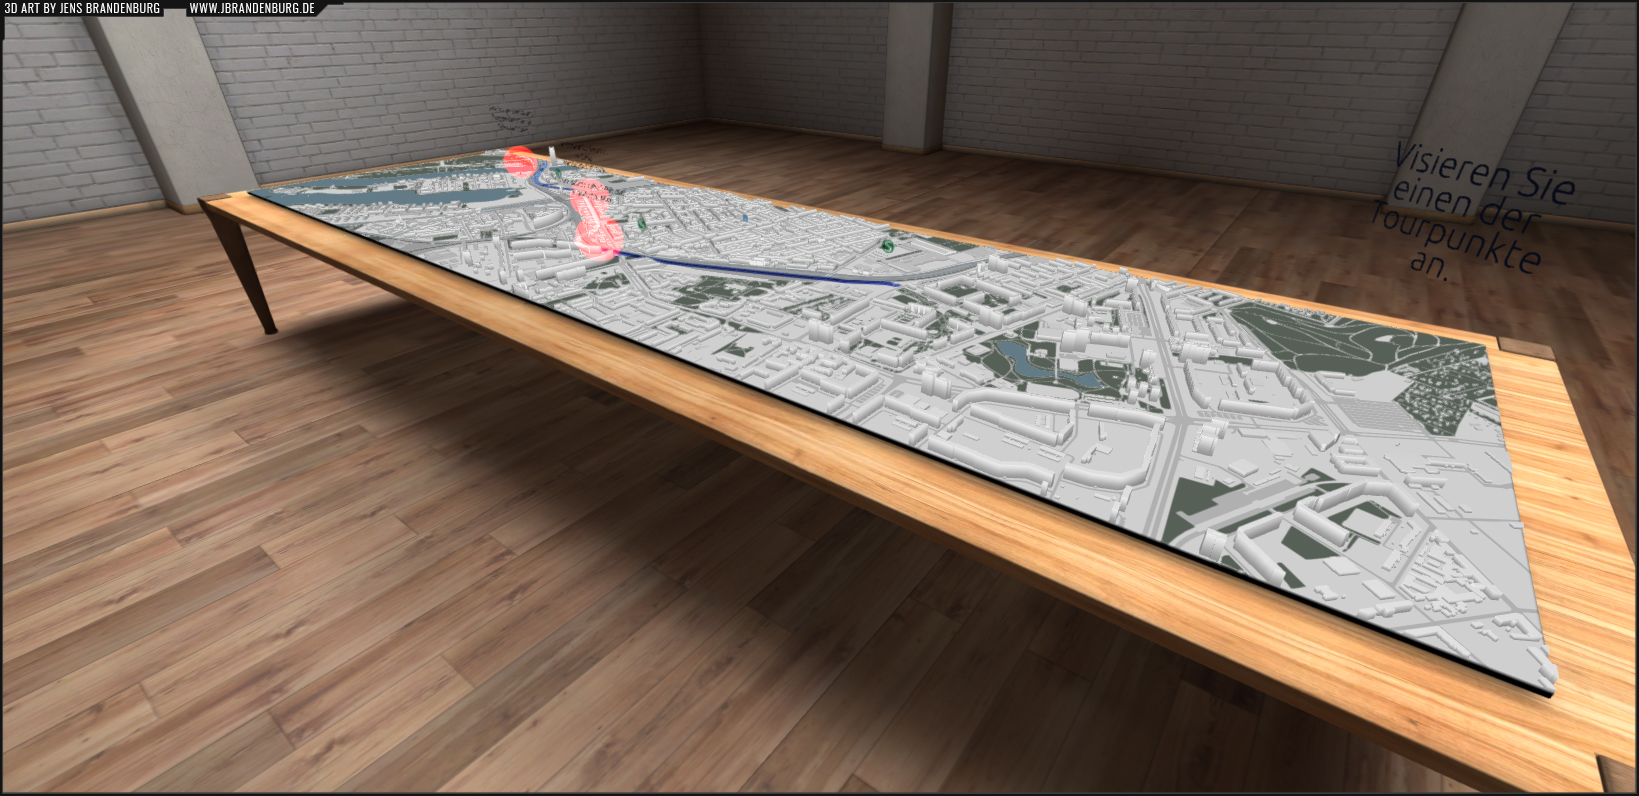 3D ART BY JENS BRANDENBURG
WWW.JBRANDENBURG.DE
Visieren Sie
einen der
Tourpunkte
an.
S